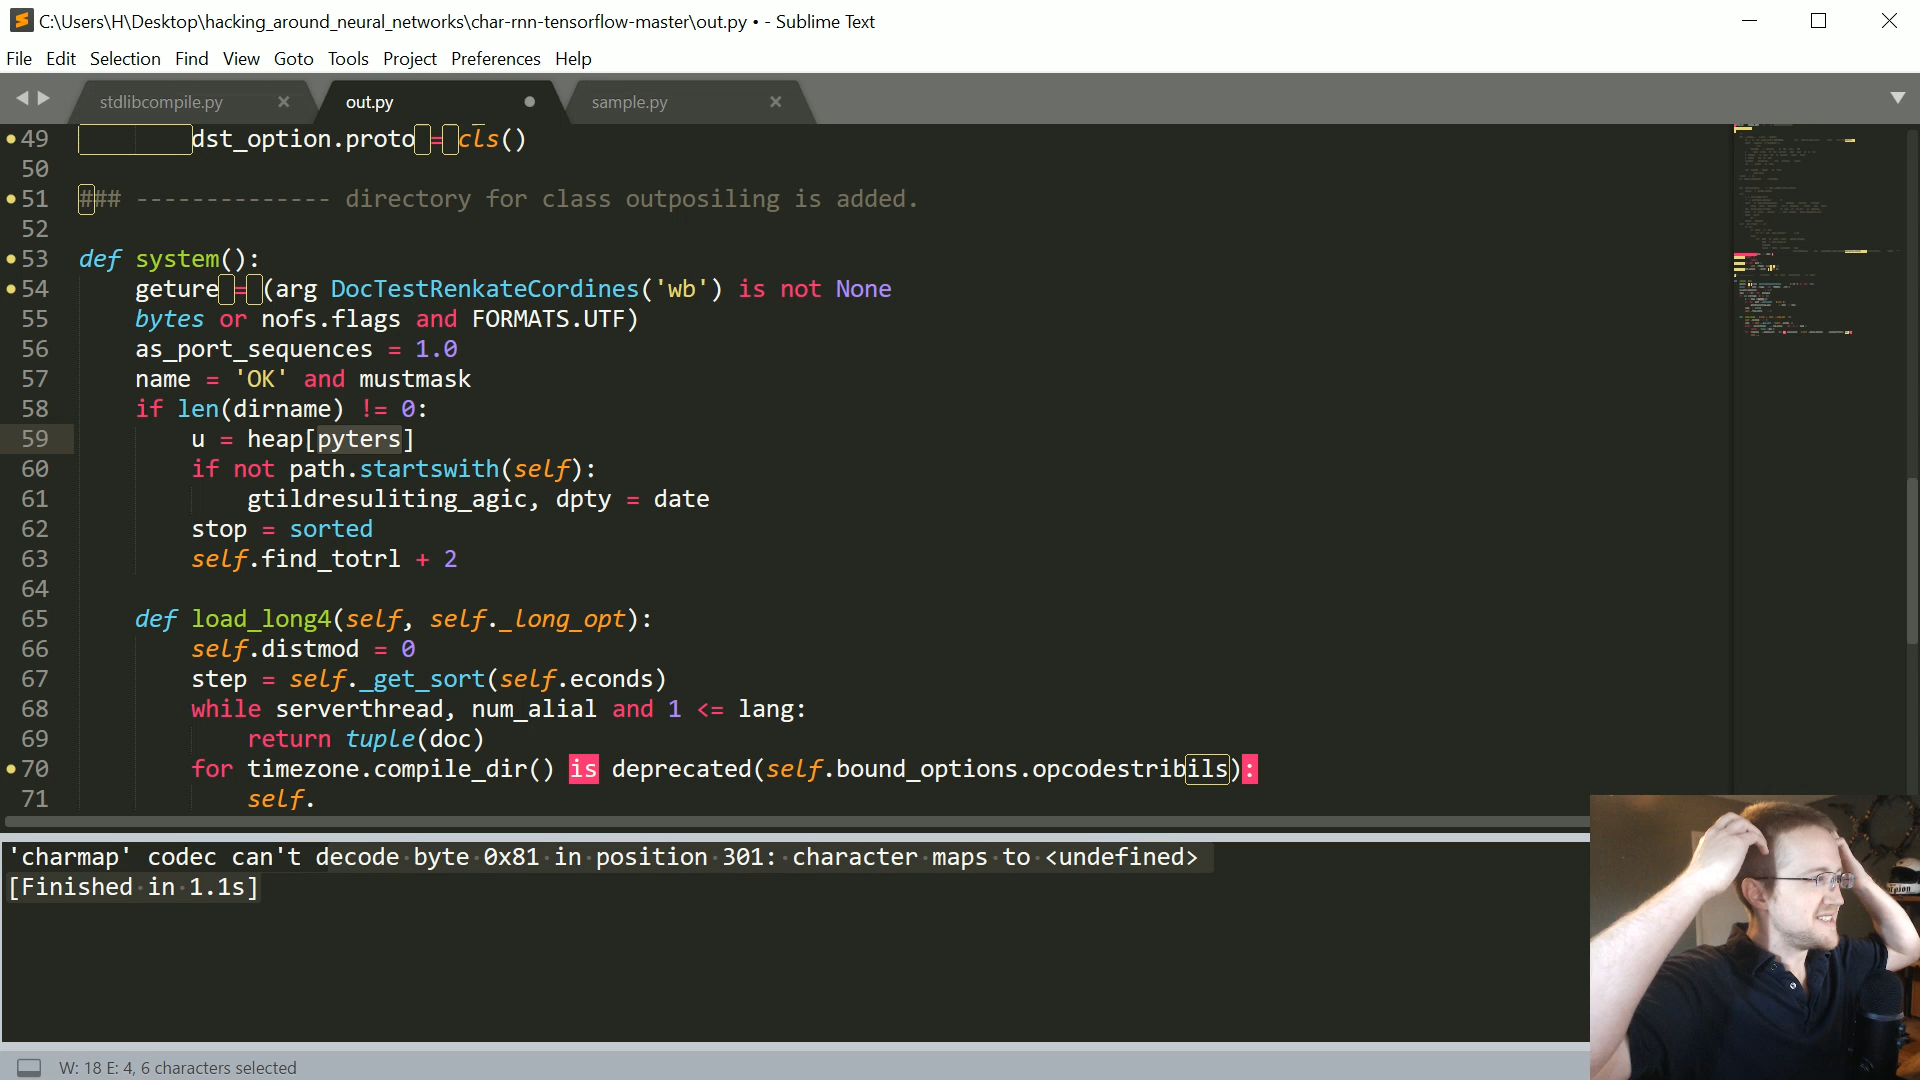 C:\Users\H\Desktop\hacking_around_neural_networks\char-rnn-tensorflow-master\out.py • - Sublime Text
File Edit Selection Find View Goto Tools Project Preferences Help
stdlibcompile.py out.py sample.py
49 dst_option.proto = cls()
50
51 ### -------------- directory for class outposiling is added.
52
53 def system():
54 geture = (arg DocTestRenkateCordines('wb') is not None
55 bytes or nofs.flags and FORMATS.UTF)
56 as_port_sequences = 1.0
57 name = 'OK' and mustmask
58 if len(dirname) != 0:
59 u = heap[pyters]
60 if not path.startswith(self):
61 gtildresuliting_agic, dpty = date
62 stop = sorted
63 self.find_totrl + 2
64
65 def load_long4(self, self._long_opt):
66 self.distmod = 0
67 step = self._get_sort(self.econds)
68 while serverthread, num_alial and 1 <= lang:
69 return tuple(doc)
70 for timezone.compile_dir() is deprecated(self.bound_options.opcodestribils):
71 self.
'charmap' codec can't decode byte 0x81 in position 301: character maps to <undefined>
[Finished in 1.1s]
W: 18 E: 4, 6 characters selected